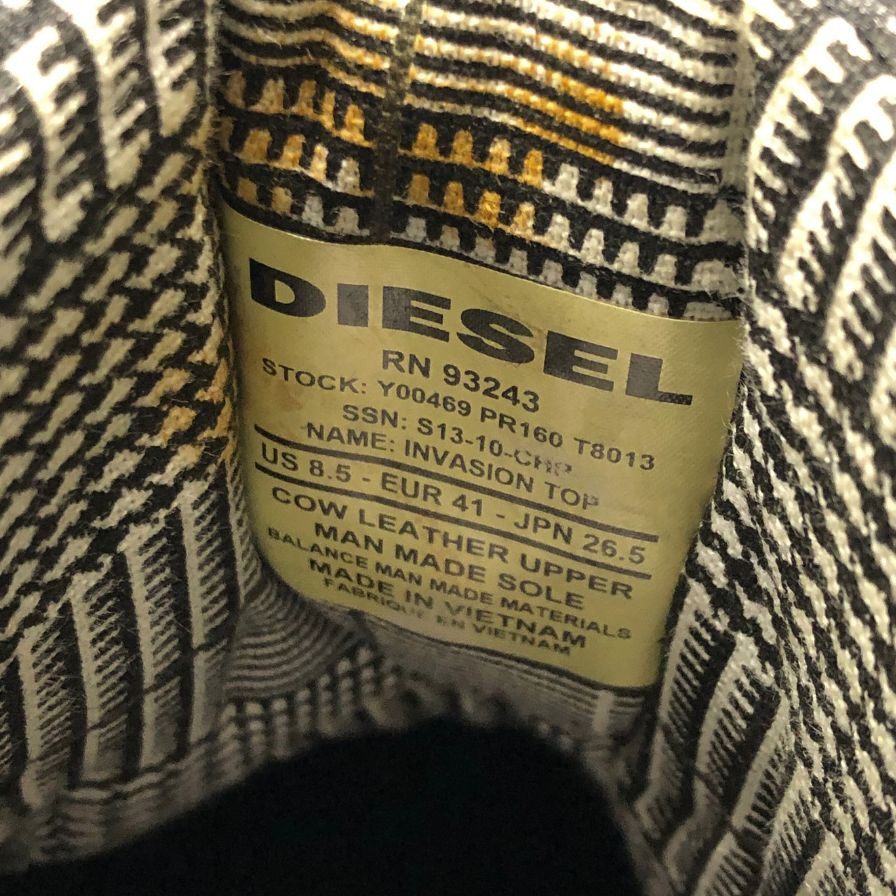 DIESEL
RN 93243
STOCK: Y00469 PR160 T8013
SSN: S13-10-CHP
NAME: INVASION TOP
US 8.5 - EUR 41 - JPN 26.5
COW LEATHER UPPER
MAN MADE SOLE
BALANCE MAN MADE MATERIALS
MADE IN VIETNAM
FABRIQUE EN VIETNAM